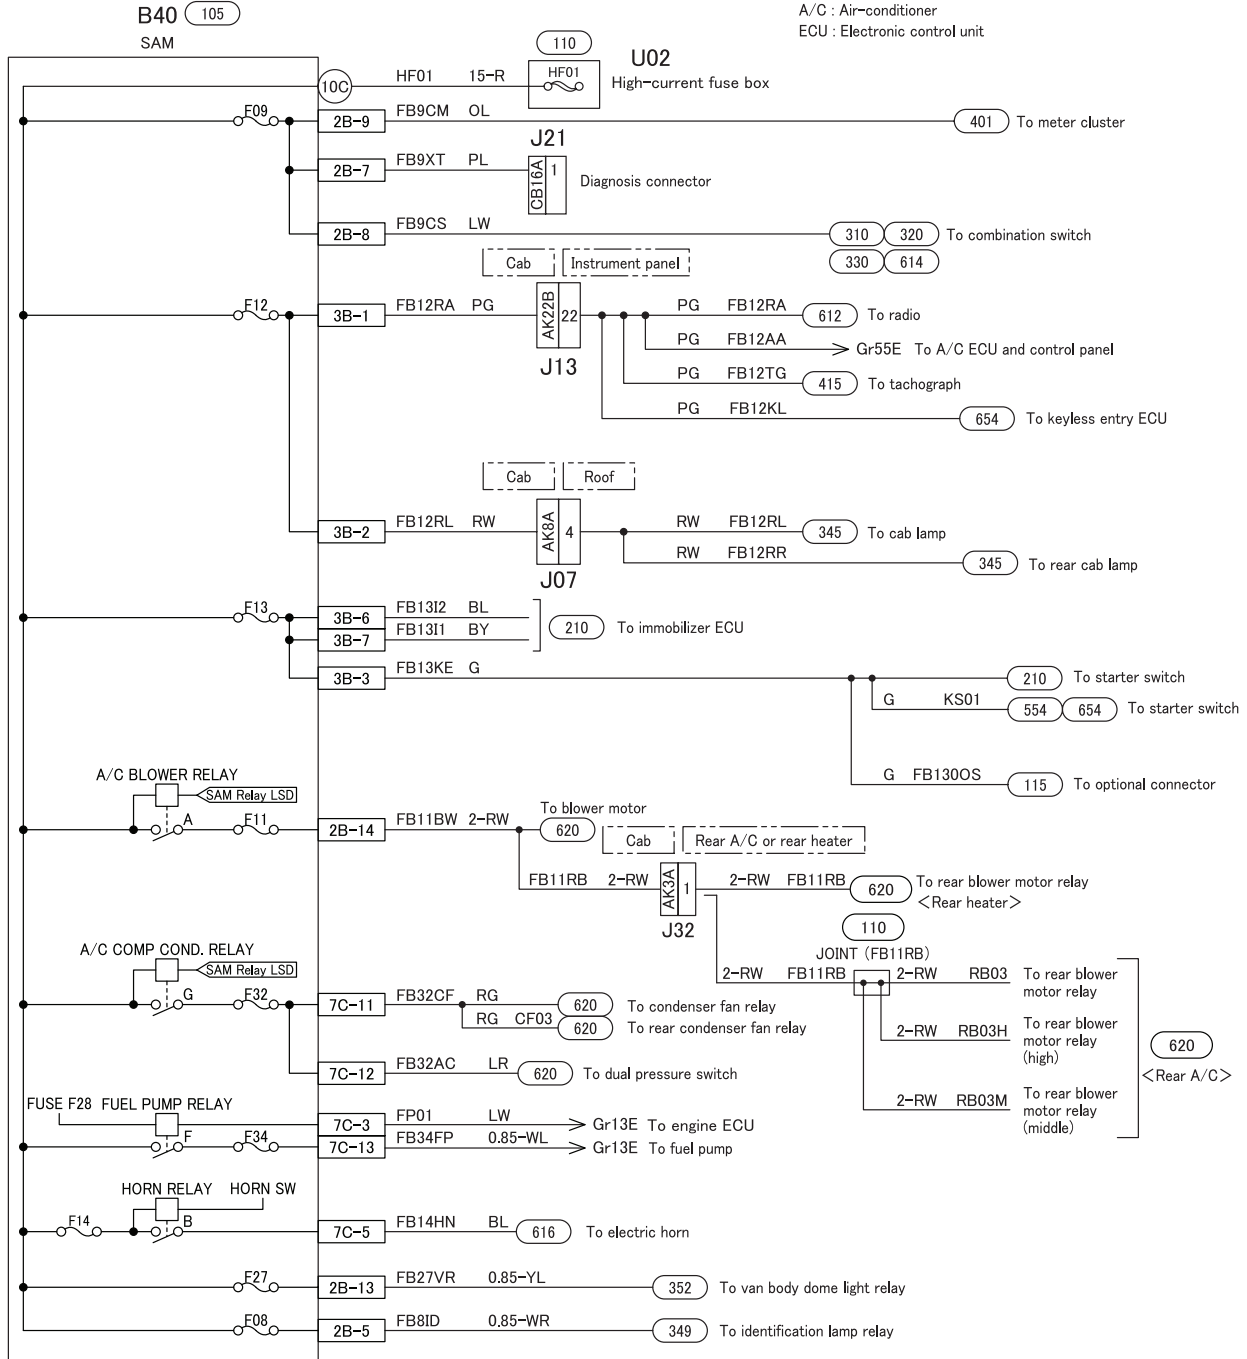 B40 105
SAM
A/C : Air-conditioner
ECU : Electronic control unit
110
U02
High-current fuse box
HF01
10C HF01 15-R
F09 2B-9 FB9CM OL 401 To meter cluster
J21
2B-7 FB9XT PL CB16A 1 Diagnosis connector
2B-8 FB9CS LW 310 320 To combination switch
330 614
Cab Instrument panel
F12 3B-1 FB12RA PG AK22B 22 PG FB12RA 612 To radio
PG FB12AA Gr55E To A/C ECU and control panel
J13
PG FB12TG 415 To tachograph
PG FB12KL 654 To keyless entry ECU
Cab Roof
3B-2 FB12RL RW AK8A 4 RW FB12RL 345 To cab lamp
RW FB12RR 345 To rear cab lamp
J07
F13 3B-6 FB13I2 BL
3B-7 FB13I1 BY
210 To immobilizer ECU
3B-3 FB13KE G 210 To starter switch
G KS01 554 654 To starter switch
G FB13OOS 115 To optional connector
A/C BLOWER RELAY
SAM Relay LSD
A F11 2B-14 FB11BW 2-RW
To blower motor
620
Cab Rear A/C or rear heater
FB11RB 2-RW AK3A 1 2-RW FB11RB 620 To rear blower motor relay
<Rear heater>
J32
110
JOINT (FB11RB)
2-RW FB11RB 2-RW RB03 To rear blower
motor relay
2-RW RB03H To rear blower
motor relay
(high)
2-RW RB03M To rear blower
motor relay
(middle)
620
<Rear A/C>
A/C COMP COND. RELAY
SAM Relay LSD
G F32 7C-11 FB32CF RG 620 To condenser fan relay
RG CF03 620 To rear condenser fan relay
7C-12 FB32AC LR 620 To dual pressure switch
FUSE F28 FUEL PUMP RELAY
7C-3 FP01 LW Gr13E To engine ECU
F F34 7C-13 FB34FP 0.85-WL Gr13E To fuel pump
HORN RELAY HORN SW
F14 B 7C-5 FB14HN BL 616 To electric horn
F27 2B-13 FB27VR 0.85-YL 352 To van body dome light relay
F08 2B-5 FB8ID 0.85-WR 349 To identification lamp relay